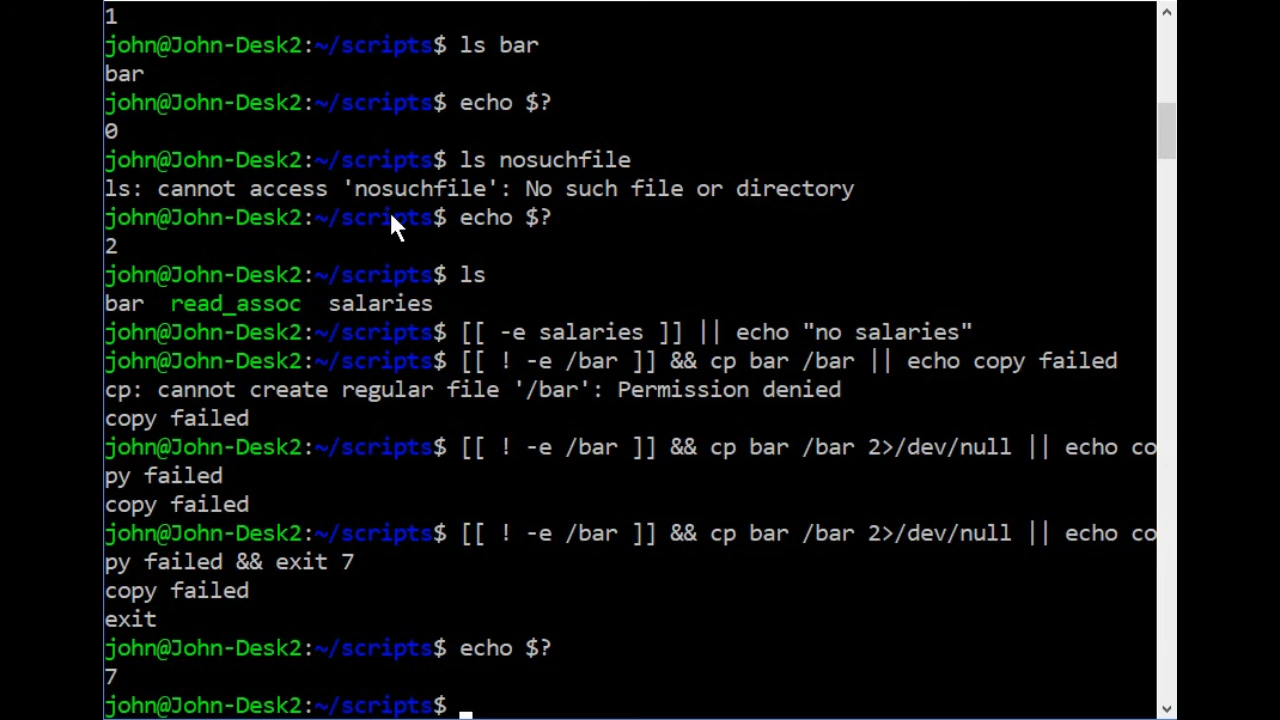 1
john@John-Desk2:~/scripts$ ls bar
bar
john@John-Desk2:~/scripts$ echo $?
0
john@John-Desk2:~/scripts$ ls nosuchfile
ls: cannot access 'nosuchfile': No such file or directory
john@John-Desk2:~/scripts$ echo $?
2
john@John-Desk2:~/scripts$ ls
bar  read_assoc  salaries
john@John-Desk2:~/scripts$ [[ -e salaries ]] || echo "no salaries"
john@John-Desk2:~/scripts$ [[ ! -e /bar ]] && cp bar /bar || echo copy failed
cp: cannot create regular file '/bar': Permission denied
copy failed
john@John-Desk2:~/scripts$ [[ ! -e /bar ]] && cp bar /bar 2>/dev/null || echo co
py failed
copy failed
john@John-Desk2:~/scripts$ [[ ! -e /bar ]] && cp bar /bar 2>/dev/null || echo co
py failed && exit 7
copy failed
exit
john@John-Desk2:~/scripts$ echo $?
7
john@John-Desk2:~/scripts$